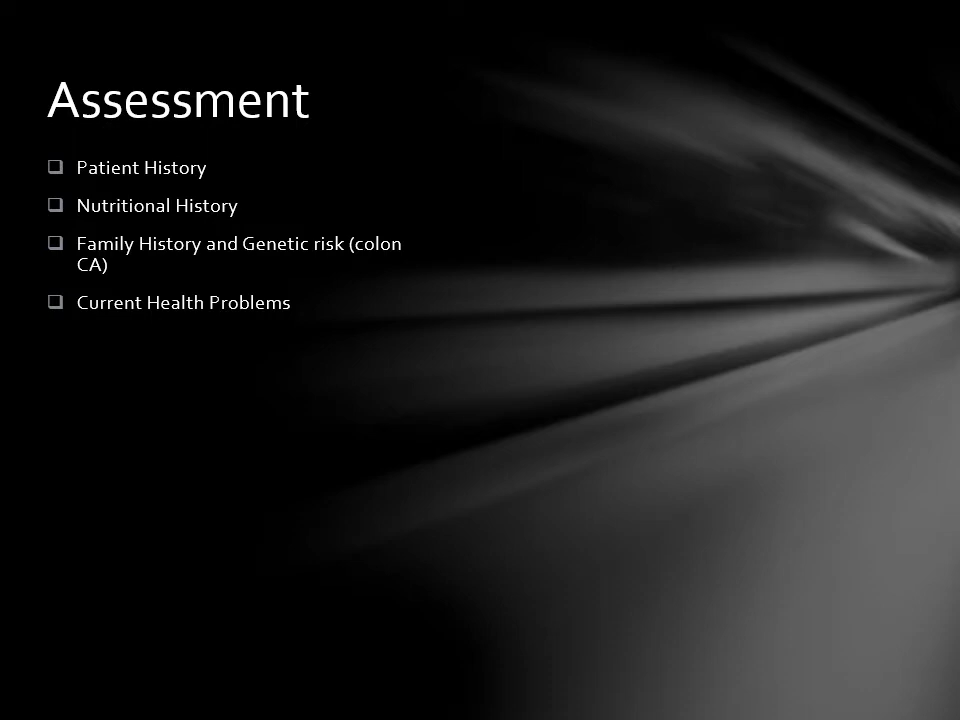 Assessment
Patient History
Nutritional History
Family History and Genetic risk (colon
CA)
Current Health Problems